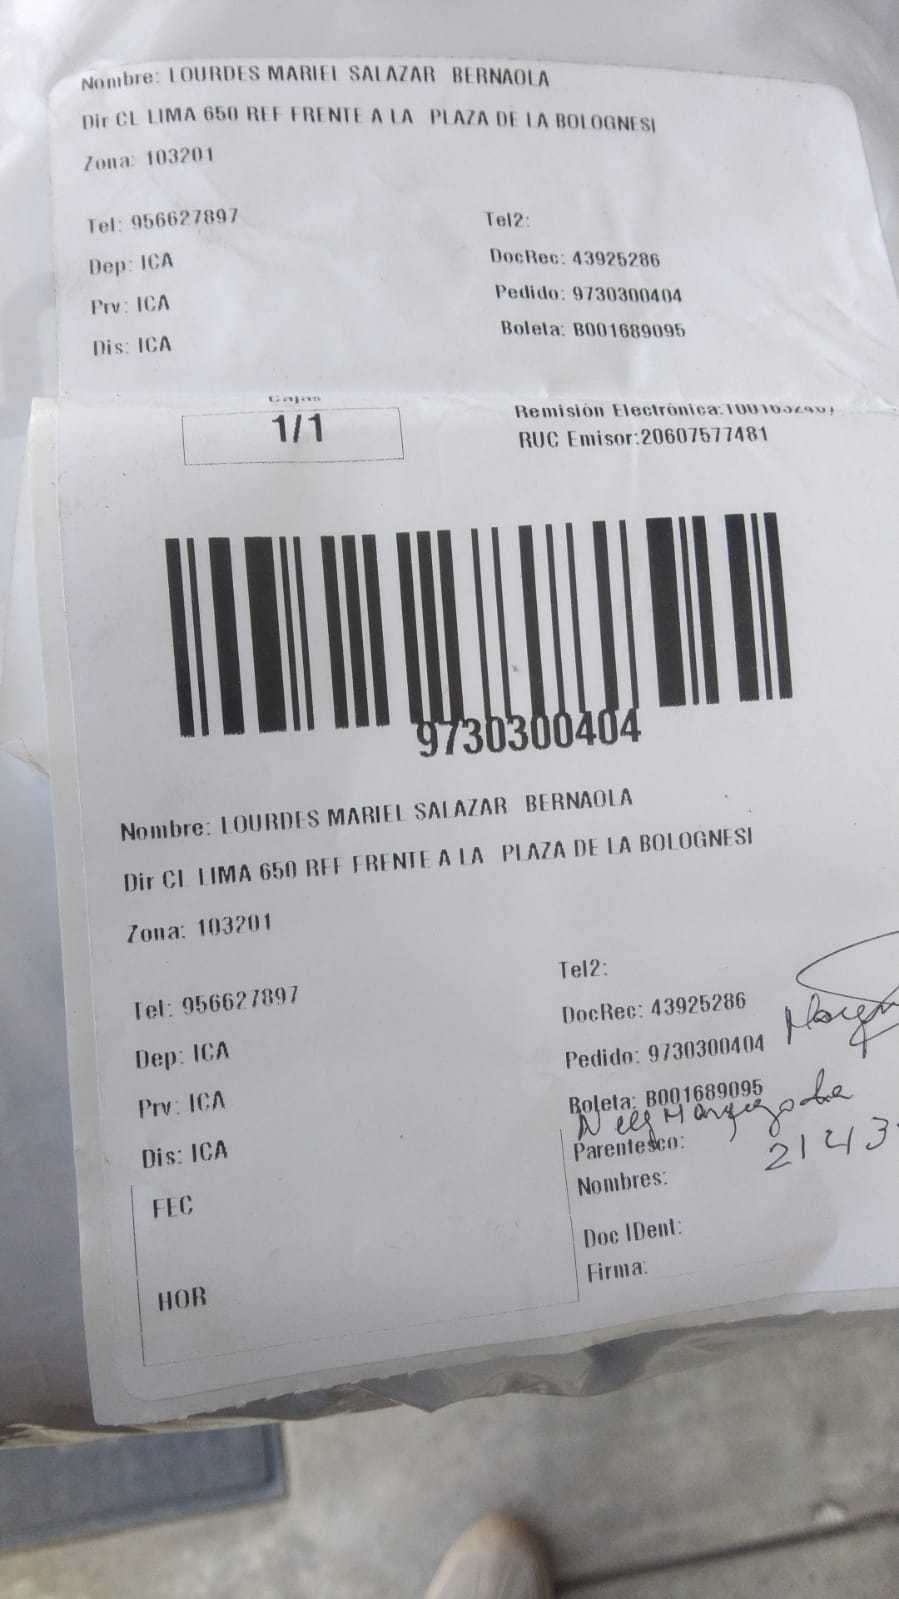 Nombre: LOURDES MARIEL SALAZAR BERNAOLA
Dir CL LIMA 650 REF FRENTE A LA PLAZA DE LA BOLOGNESI
Zona: 103201
Tel: 956627897
Tel2:
Dep: ICA
DocRec: 43925286
Prv: ICA
Pedido: 9730300404
Dis: ICA
Boleta: B001689095
Cajas
1/1
Remisión Electrónica:
RUC Emisor:20607577481
9730300404
Nombre: LOURDES MARIEL SALAZAR BERNAOLA
Dir CL LIMA 650 REF FRENTE A LA PLAZA DE LA BOLOGNESI
Zona: 103201
Tel: 956627897
Tel2:
Dep: ICA
DocRec: 43925286
Prv: ICA
Pedido: 9730300404
Dis: ICA
Boleta: B001689095
Parentesco:
2143
FEC
Nombres:
Doc IDent:
HOR
Firma: